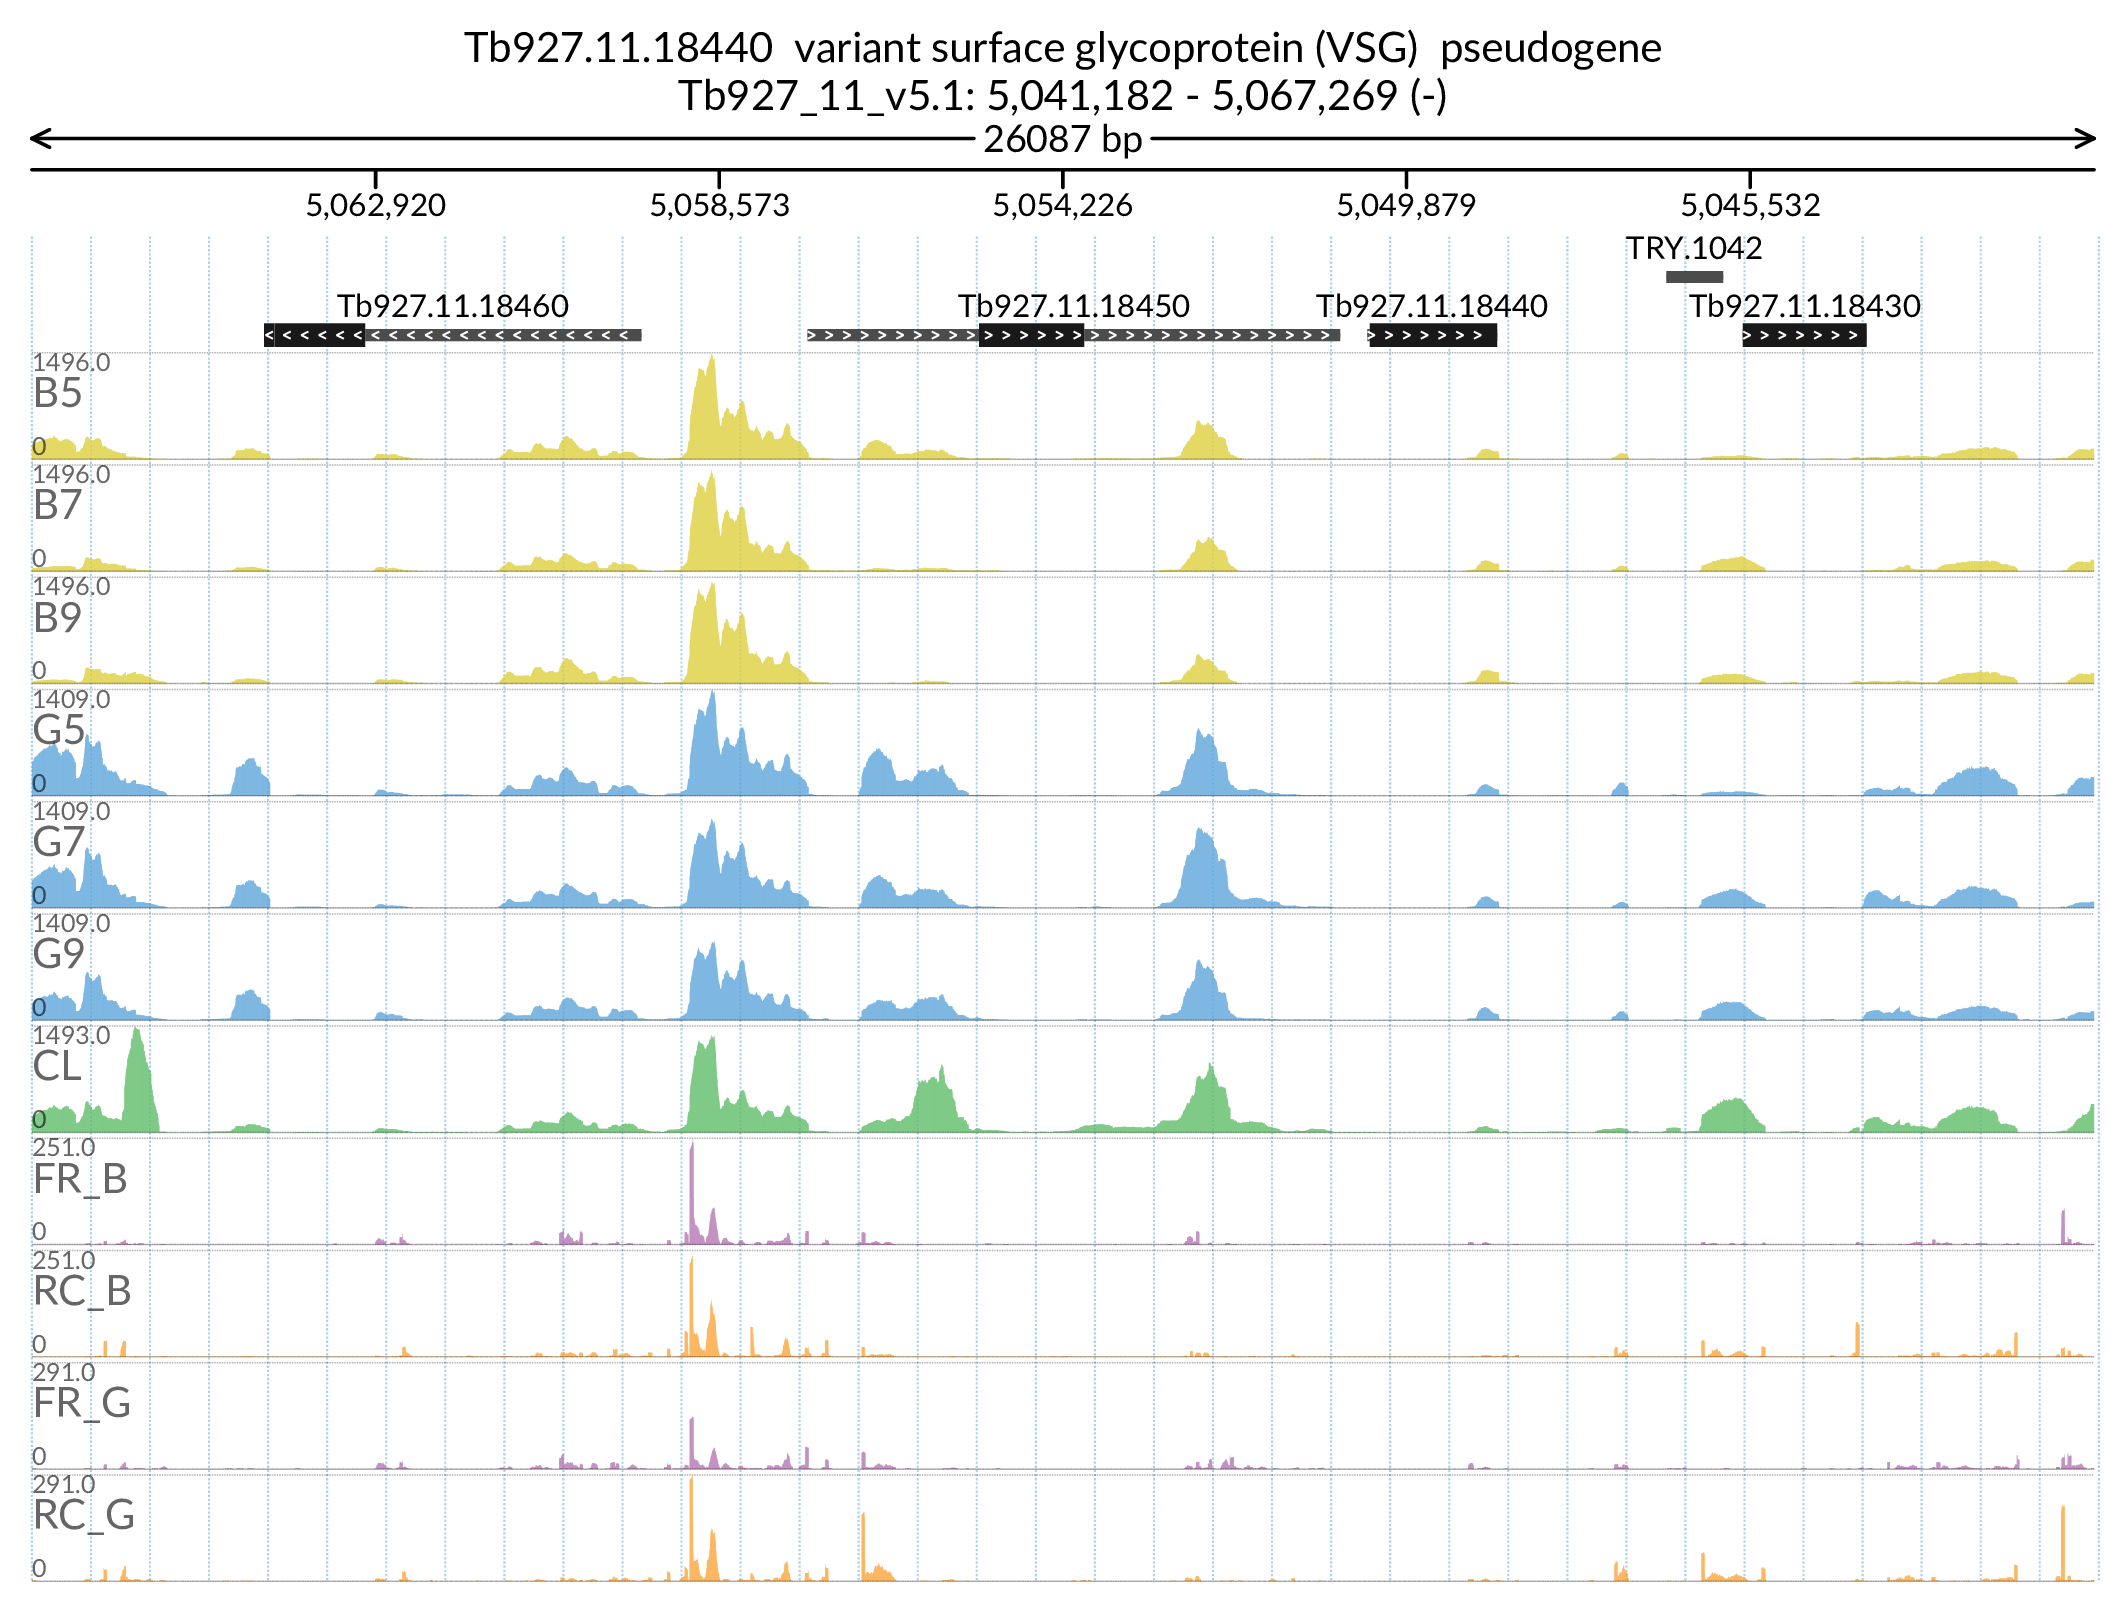 Tb927.11.18440  variant surface glycoprotein (VSG)  pseudogene
Tb927_11_v5.1: 5,041,182 - 5,067,269 (-)
26087 bp
5,062,920 5,058,573 5,054,226 5,049,879 5,045,532
TRY.1042
Tb927.11.18460 Tb927.11.18450 Tb927.11.18440 Tb927.11.18430
1496.0
B5
0
1496.0
B7
0
1496.0
B9
0
1409.0
G5
0
1409.0
G7
0
1409.0
G9
0
1493.0
CL
0
251.0
FR_B
0
251.0
RC_B
0
291.0
FR_G
0
291.0
RC_G
0